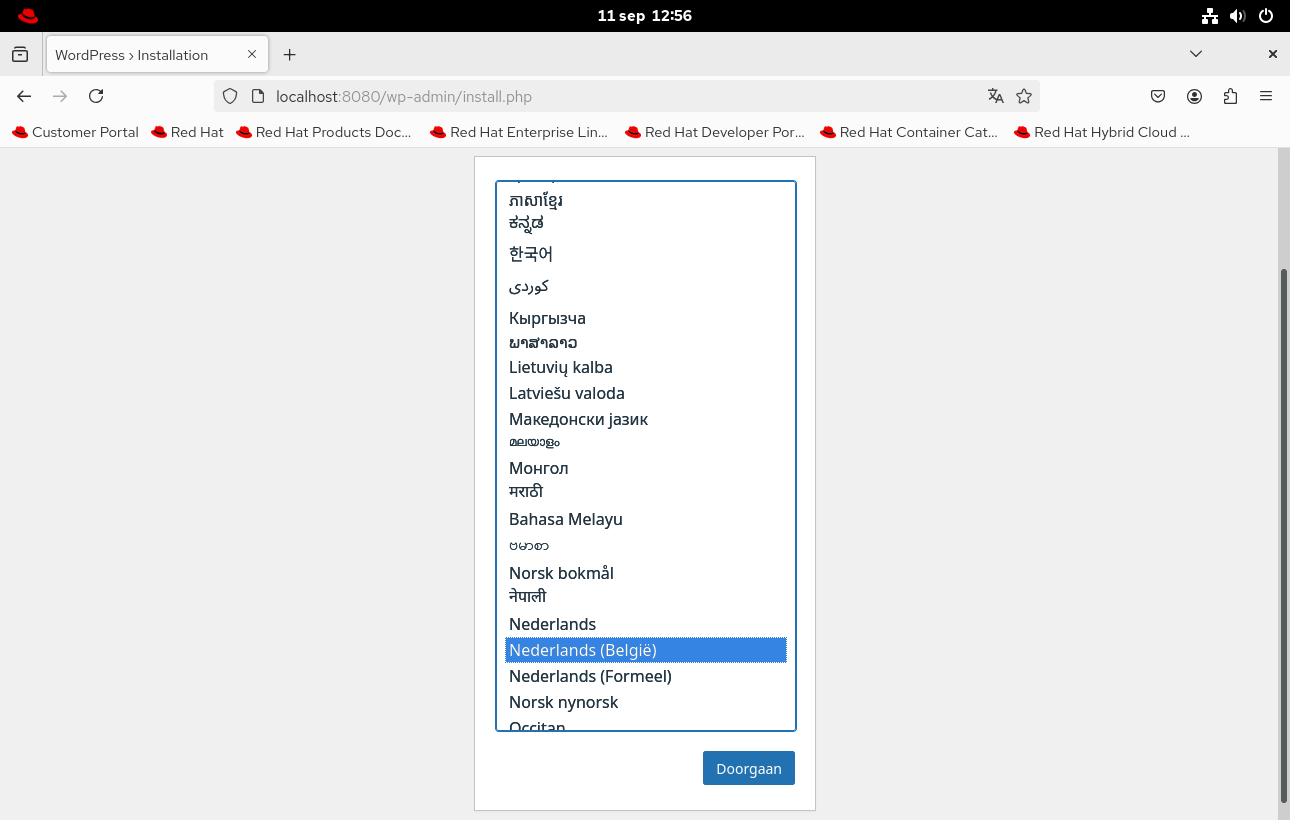 11 sep 12:56
WordPress › Installation
localhost:8080/wp-admin/install.php
Customer Portal
Red Hat
Red Hat Products Doc...
Red Hat Enterprise Lin...
Red Hat Developer Por...
Red Hat Container Cat...
Red Hat Hybrid Cloud ...
ភាសាខ្មែរ
ಕನ್ನಡ
한국어
كوردی
Кыргызча
ພາສາລາວ
Lietuvių kalba
Latviešu valoda
Македонски јазик
മലയാളം
Монгол
मराठी
Bahasa Melayu
ဗမာစာ
Norsk bokmål
नेपाली
Nederlands
Nederlands (België)
Nederlands (Formeel)
Norsk nynorsk
Occitan
Doorgaan